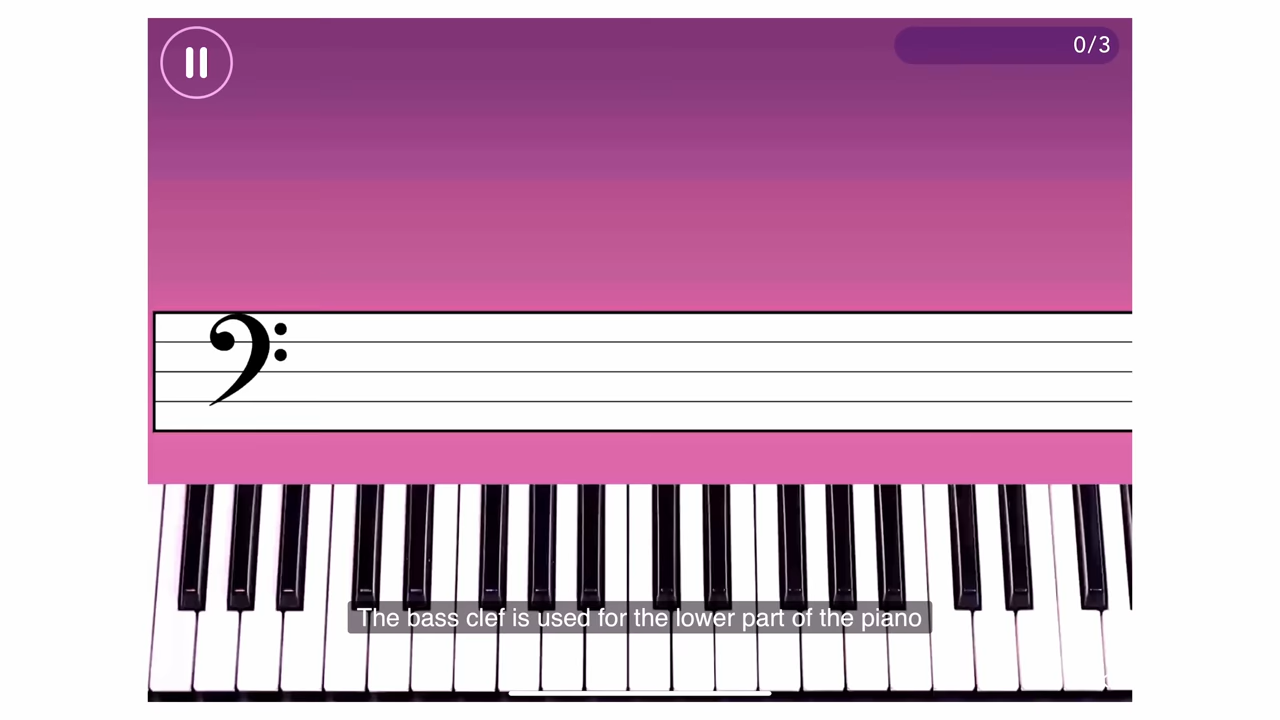 0/3
The bass clef is used for the lower part of the piano